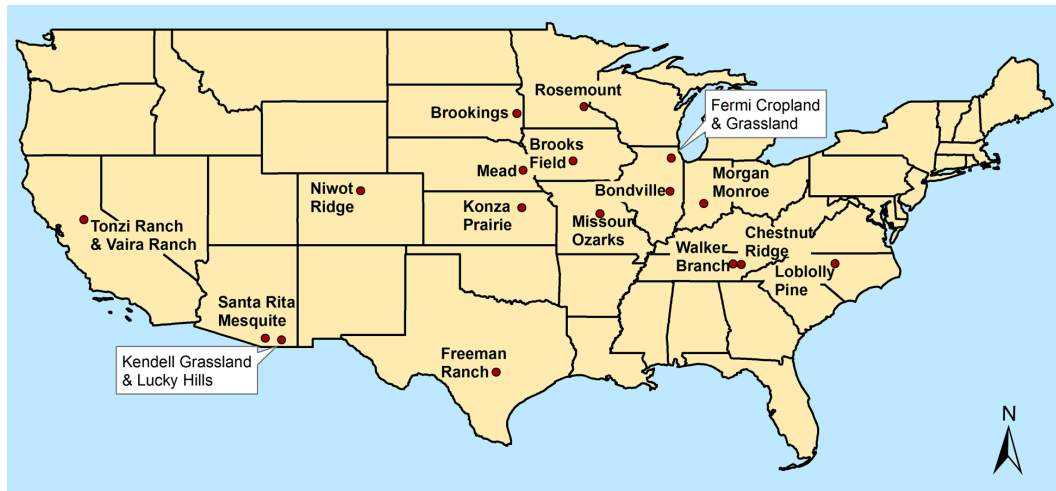 Rosemount
Brookings
Fermi Cropland
& Grassland
Brooks
Field
Mead
Niwot
Ridge
Konza
Prairie
Bondville
Morgan
Monroe
Missouri
Ozarks
Tonzi Ranch
& Vaira Ranch
Walker
Branch
Chestnut
Ridge
Loblolly
Pine
Santa Rita
Mesquite
Kendell Grassland
& Lucky Hills
Freeman
Ranch
N